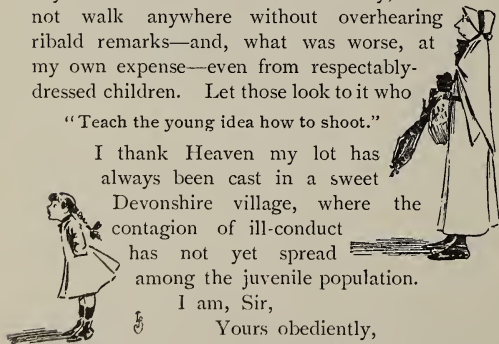 not walk anywhere without overhearing
ribald remarks—and, what was worse, at
my own expense—even from respectably-
dressed children. Let those look to it who
"Teach the young idea how to shoot."
I thank Heaven my lot has
always been cast in a sweet
Devonshire village, where the
contagion of ill-conduct
has not yet spread
among the juvenile population.
I am, Sir,
Yours obediently,